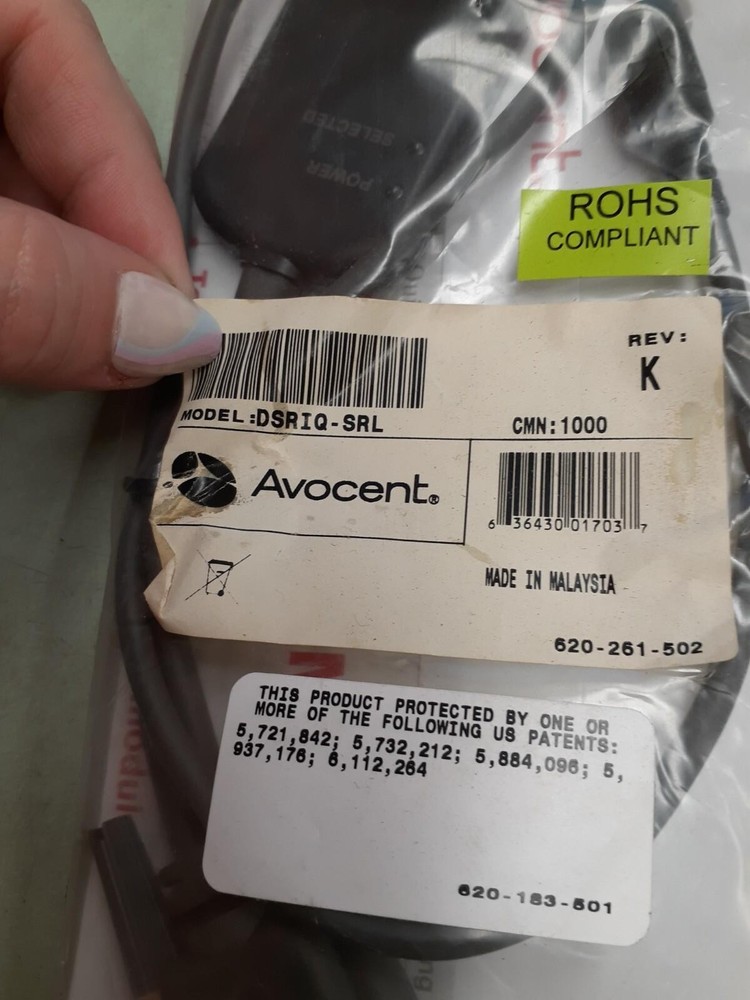 SELECTED
POWER
ROHS
COMPLIANT
REV:
K
MODEL:DSRIQ-SRL
CMN:1000
Avocent®
6 36430 01703 7
MADE IN MALAYSIA
620-261-502
THIS PRODUCT PROTECTED BY ONE OR
MORE OF THE FOLLOWING US PATENTS:
5,721,842; 5,732,212; 5,884,096; 5,
937,176; 6,112,264
620-183-501